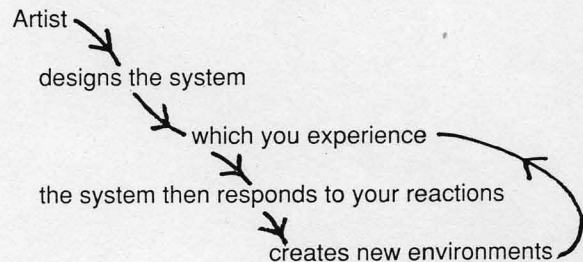 Artist
designs the system
which you experience
the system then responds to your reactions
creates new environments